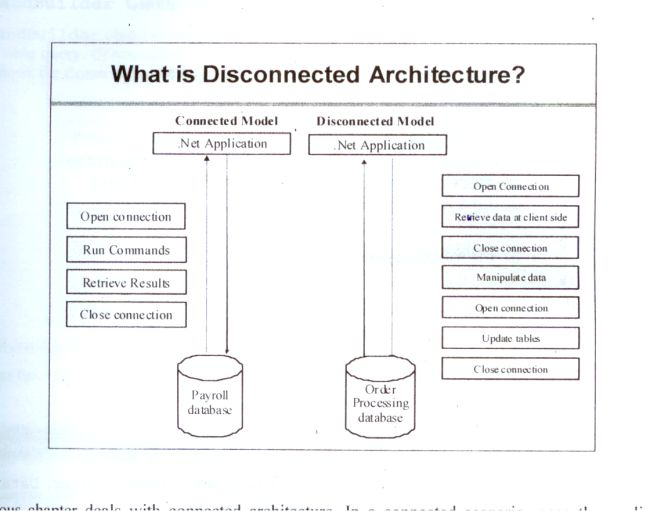 What is Disconnected Architecture?
Connected Model
Disconnected Model
.Net Application
.Net Application
Open connection
Run Commands
Retrieve Results
Close connection
Open Connection
Retrieve data at client side
Close connection
Manipulate data
Open connection
Update tables
Close connection
Payroll
database
Order
Processing
database
chapter deals with connected architecture. In a connected